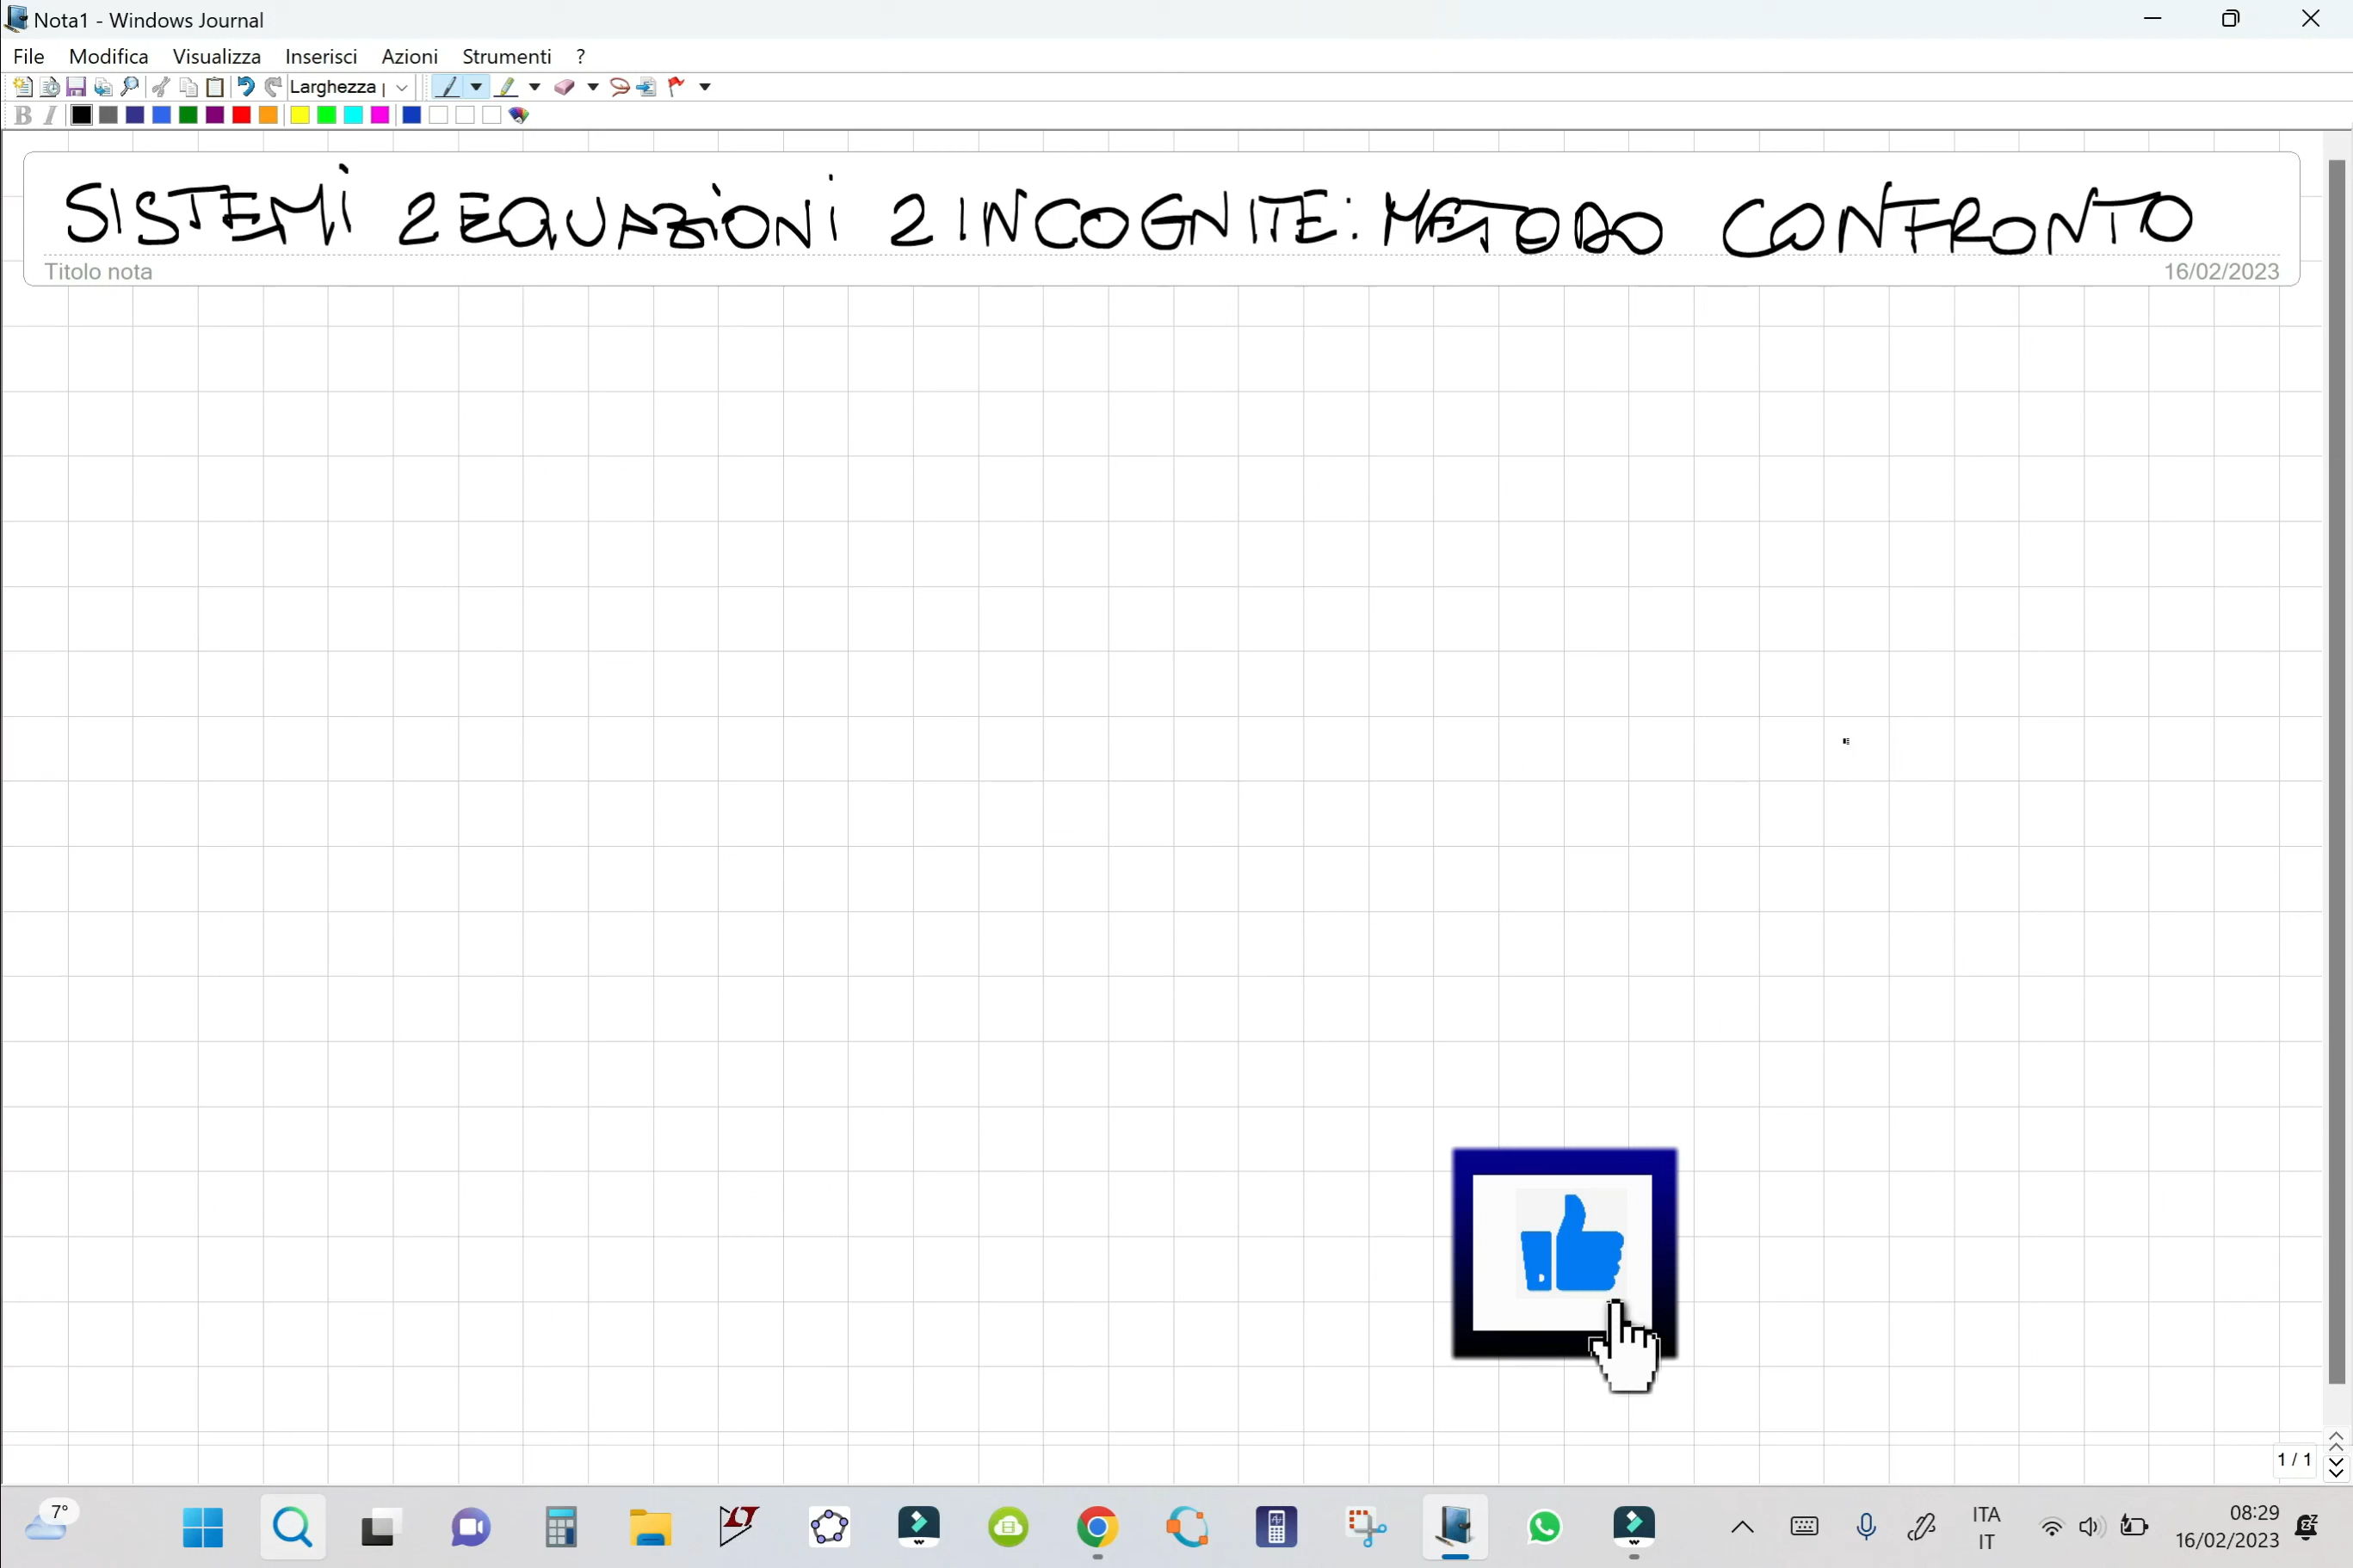 Nota1 - Windows Journal
File Modifica Visualizza Inserisci Azioni Strumenti ?
Larghezza
B I
SISTEMI 2 EQUAZIONI 2 INCOGNITE: METODO CONFRONTO
Titolo nota 16/02/2023
1 / 1
7° ITA 08:29
IT 16/02/2023